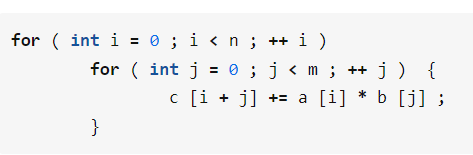 for ( int i = 0 ; i < n ; ++ i )
for ( int j = 0 ; j < m ; ++ j ) {
c [i + j] += a [i] * b [j] ;
}